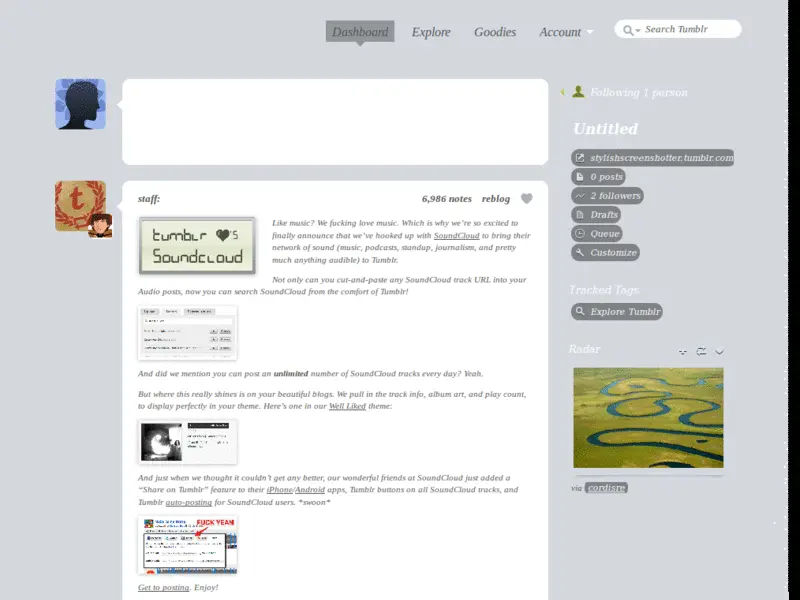 Dashboard Explore Goodies Account Search Tumblr
Following 1 person
Untitled
stylishscreenshotter.tumblr.com
0 posts
2 followers
Drafts
Queue
Customize
Tracked Tags
Explore Tumblr
Radar
via cordisre
staff: 6,986 notes reblog
tumblr ♥'s
Soundcloud
Like music? We fucking love music. Which is why we’re so excited to
finally announce that we’ve hooked up with SoundCloud to bring their
network of sound (music, podcasts, standup, journalism, and pretty
much anything audible) to Tumblr.
Not only can you cut-and-paste any SoundCloud track URL into your
Audio posts, now you can search SoundCloud from the comfort of Tumblr!
And did we mention you can post an unlimited number of SoundCloud tracks every day? Yeah.
But where this really shines is on your beautiful blogs. We pull in the track info, album art, and play count,
to display perfectly in your theme. Here’s one in our Well Liked theme:
And just when we thought it couldn’t get any better, our wonderful friends at SoundCloud just added a
“Share on Tumblr” feature to their iPhone/Android apps, Tumblr buttons on all SoundCloud tracks, and
Tumblr auto-posting for SoundCloud users. *swoon*
FUCK YEAH
Get to posting. Enjoy!